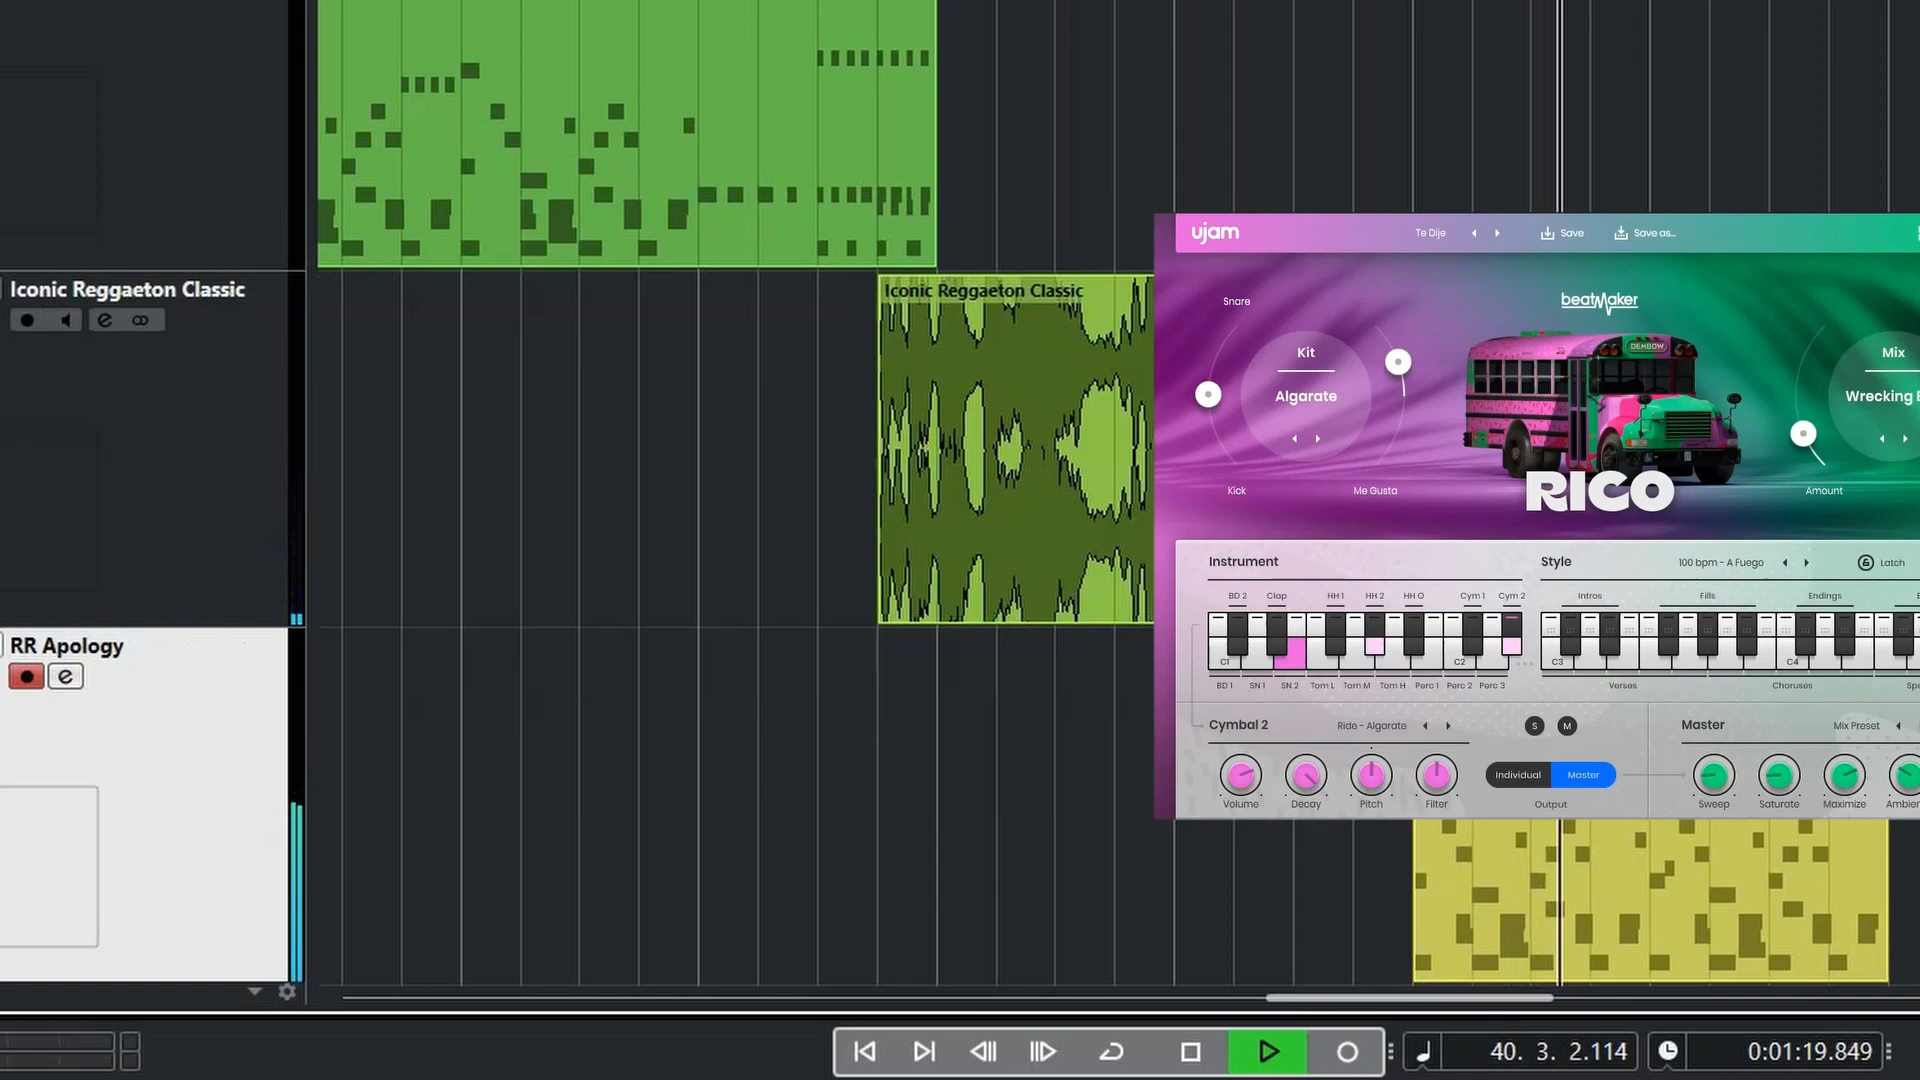 Iconic Reggaeton Classic
RR Apology
Iconic Reggaeton Classic
ujam
Te Dije
Save
Save as...
Snare
Kit
Algarate
Kick
Me Gusta
beatMaker
DEMBOW
RICO
Mix
Wrecking
Amount
Instrument
BD 2 Clap HH 1 HH 2 HH O Cym 1 Cym 2
C1 C2
BD 1 SN 1 SN 2 Tom L Tom M Tom H Perc 1 Perc 2 Perc 3
Style
100 bpm - A Fuego
Latch
Intros Fills Endings
C3 C4
Verses Choruses Spe
Cymbal 2
Ride - Algarate
S M
Volume Decay Pitch Filter
Individual Master
Output
Master
Mix Preset
Sweep Saturate Maximize Ambien
40. 3. 2.114
0:01:19.849